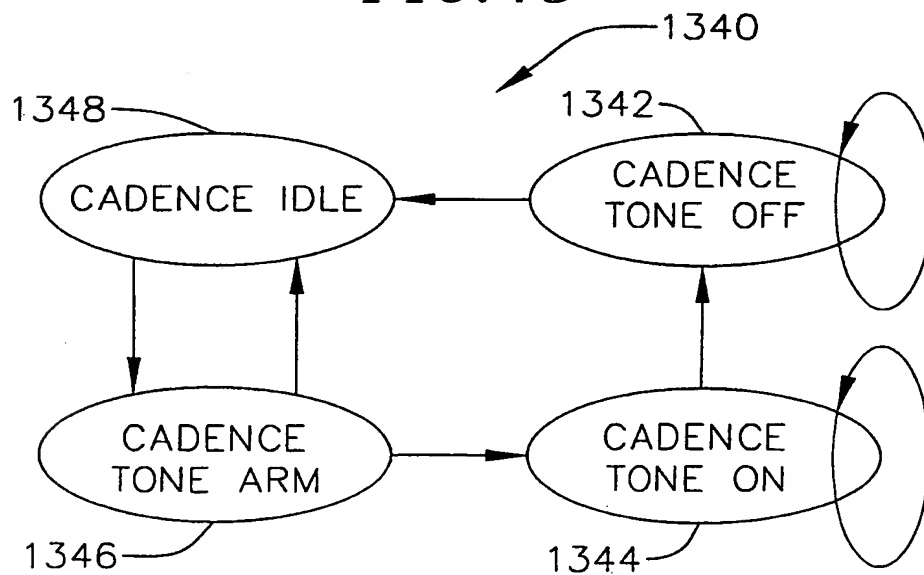 1340
1348
1342
CADENCE IDLE
CADENCE
TONE OFF
CADENCE
TONE ARM
CADENCE
TONE ON
1346
1344